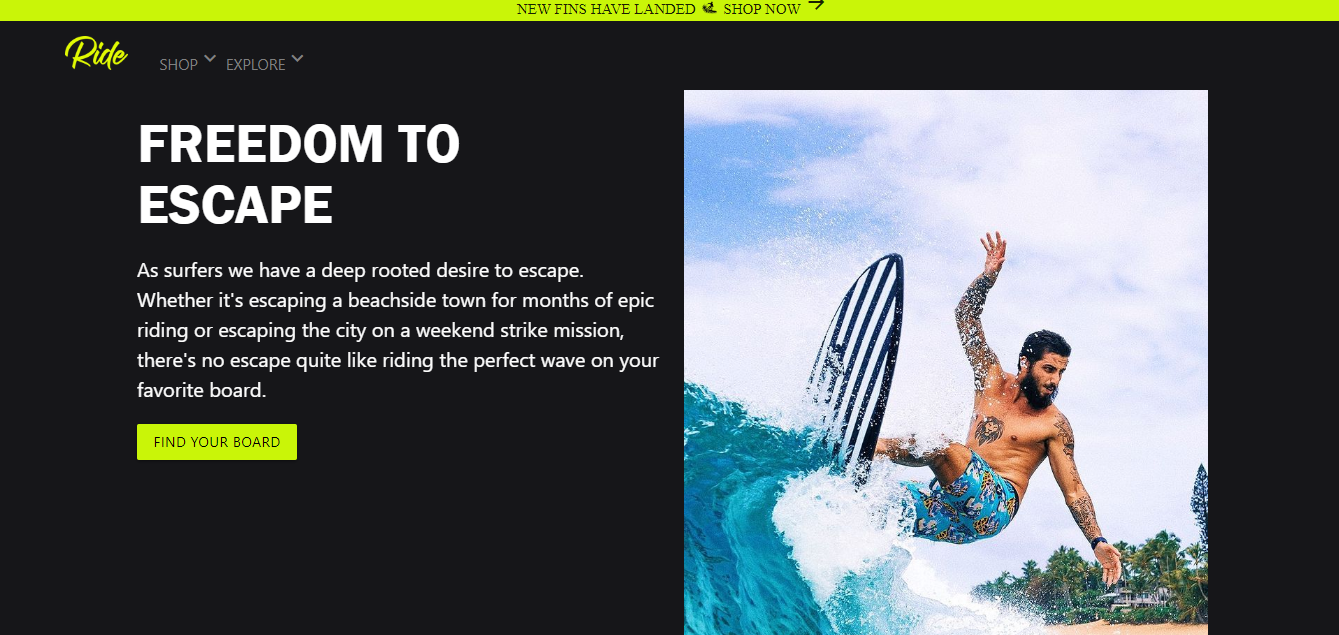 NEW FINS HAVE LANDED 🏄 SHOP NOW →
Ride
SHOP EXPLORE
FREEDOM TO
ESCAPE
As surfers we have a deep rooted desire to escape.
Whether it's escaping a beachside town for months of epic
riding or escaping the city on a weekend strike mission,
there's no escape quite like riding the perfect wave on your
favorite board.
FIND YOUR BOARD